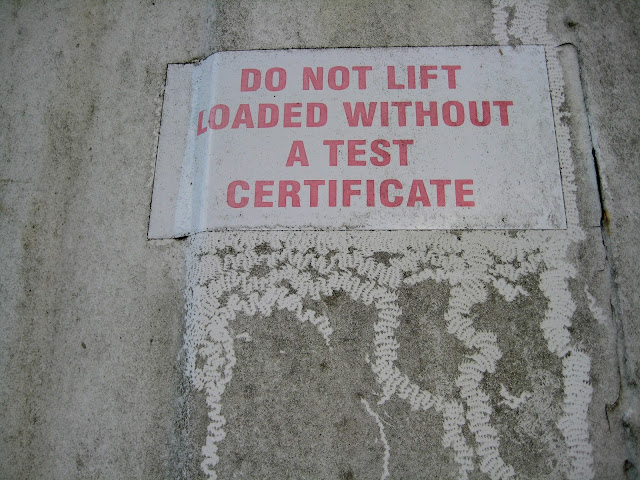 DO NOT LIFT
LOADED WITHOUT
A TEST
CERTIFICATE